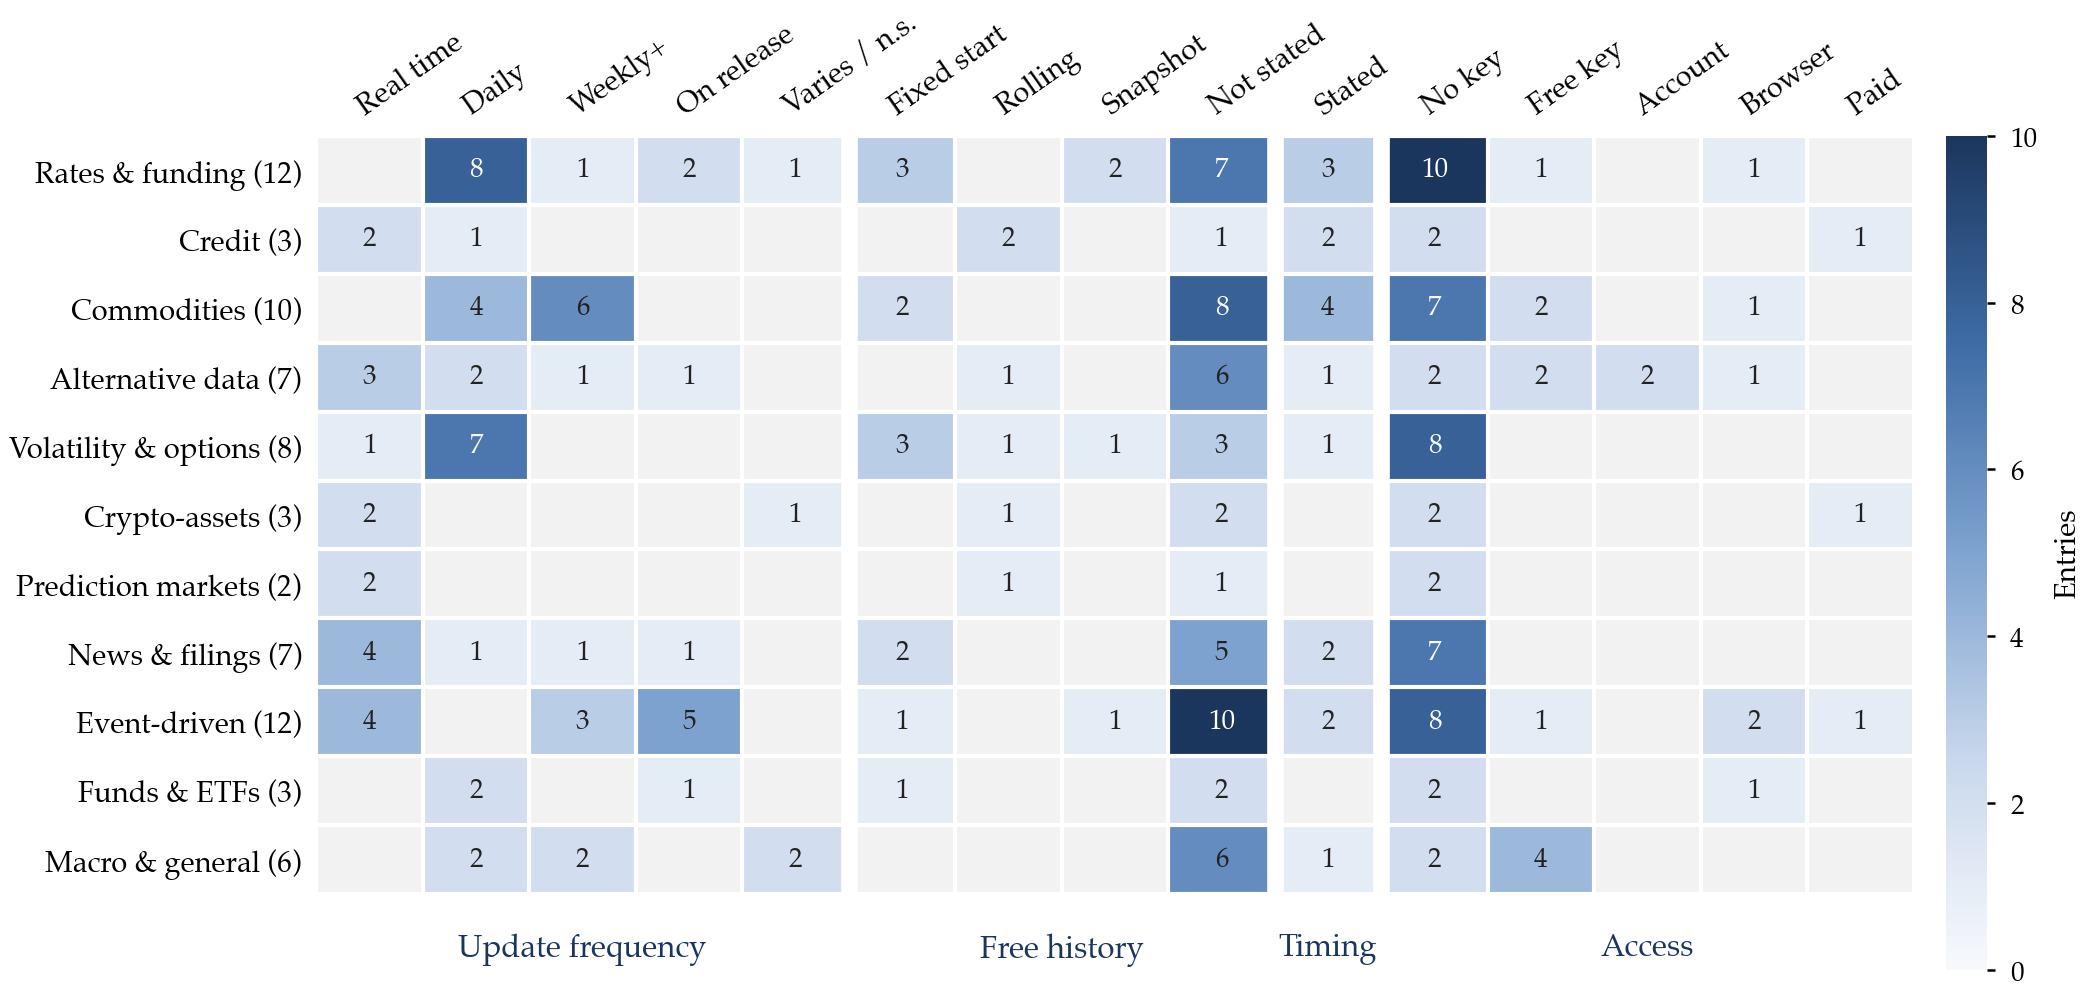 Real time Daily Weekly+ On release Varies / n.s. Fixed start Rolling Snapshot Not stated Stated No key Free key Account Browser Paid
Rates & funding (12) 8 1 2 1 3 2 7 3 10 1 1
Credit (3) 2 1 2 1 2 2 1
Commodities (10) 4 6 2 8 4 7 2 1
Alternative data (7) 3 2 1 1 1 6 1 2 2 2 1
Volatility & options (8) 1 7 3 1 1 3 1 8
Crypto-assets (3) 2 1 1 2 2 1
Prediction markets (2) 2 1 1 2
News & filings (7) 4 1 1 1 2 5 2 7
Event-driven (12) 4 3 5 1 1 10 2 8 1 2 1
Funds & ETFs (3) 2 1 1 2 2 1
Macro & general (6) 2 2 2 6 1 2 4
Update frequency Free history Timing Access
10
8
6
4
2
0
Entries